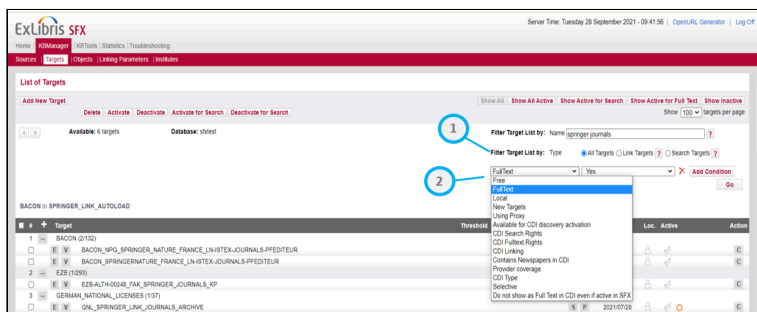 ExLibris SFX
Server Time: Tuesday 28 September 2021 - 09:41:56 | OpenURL Generator | Log Off
Home KBManager | KBTools | Statistics | Troubleshooting
Sources | Targets | Objects | Linking Parameters | Institutes
List of Targets
Add New Target
Show All Show All Active Show Active for Search Show Active for Full Text Show Inactive
Delete Activate Deactivate Activate for Search Deactivate for Search
Show 100 targets per page
Available: 6 targets Database: sfxtest
1
Filter Target List by: Name springer journals ?
Filter Target List by: Type All Targets Link Targets ? Search Targets ?
2
FullText Yes X Add Condition
Go
Free
FullText
Local
New Targets
Using Proxy
Available for CDI discovery activation
CDI Search Rights
CDI Fulltext Rights
CDI Linking
Contains Newspapers in CDI
Provider coverage
CDI Type
Selective
Do not show as Full Text in CDI even if active in SFX
BACON to SPRINGER_LINK_AUTOLOAD
# + Target Threshold Loc. Active Action
1 BACON (2/132)
E V BACON_NPG_SPRINGER_NATURE_FRANCE_LN-ISTEX-JOURNALS-PFEDITEUR C
E V BACON_SPRINGERNATURE_FRANCE_LN-ISTEX-JOURNALS-PFEDITEUR C
2 EZB (1/293)
E V EZB-ALTH-00248_FAK_SPRINGER_JOURNALS_KP C
3 GERMAN_NATIONAL_LICENSES (1/37)
E V GNL_SPRINGER_LINK_JOURNALS_ARCHIVE S P 2021/07/28 C